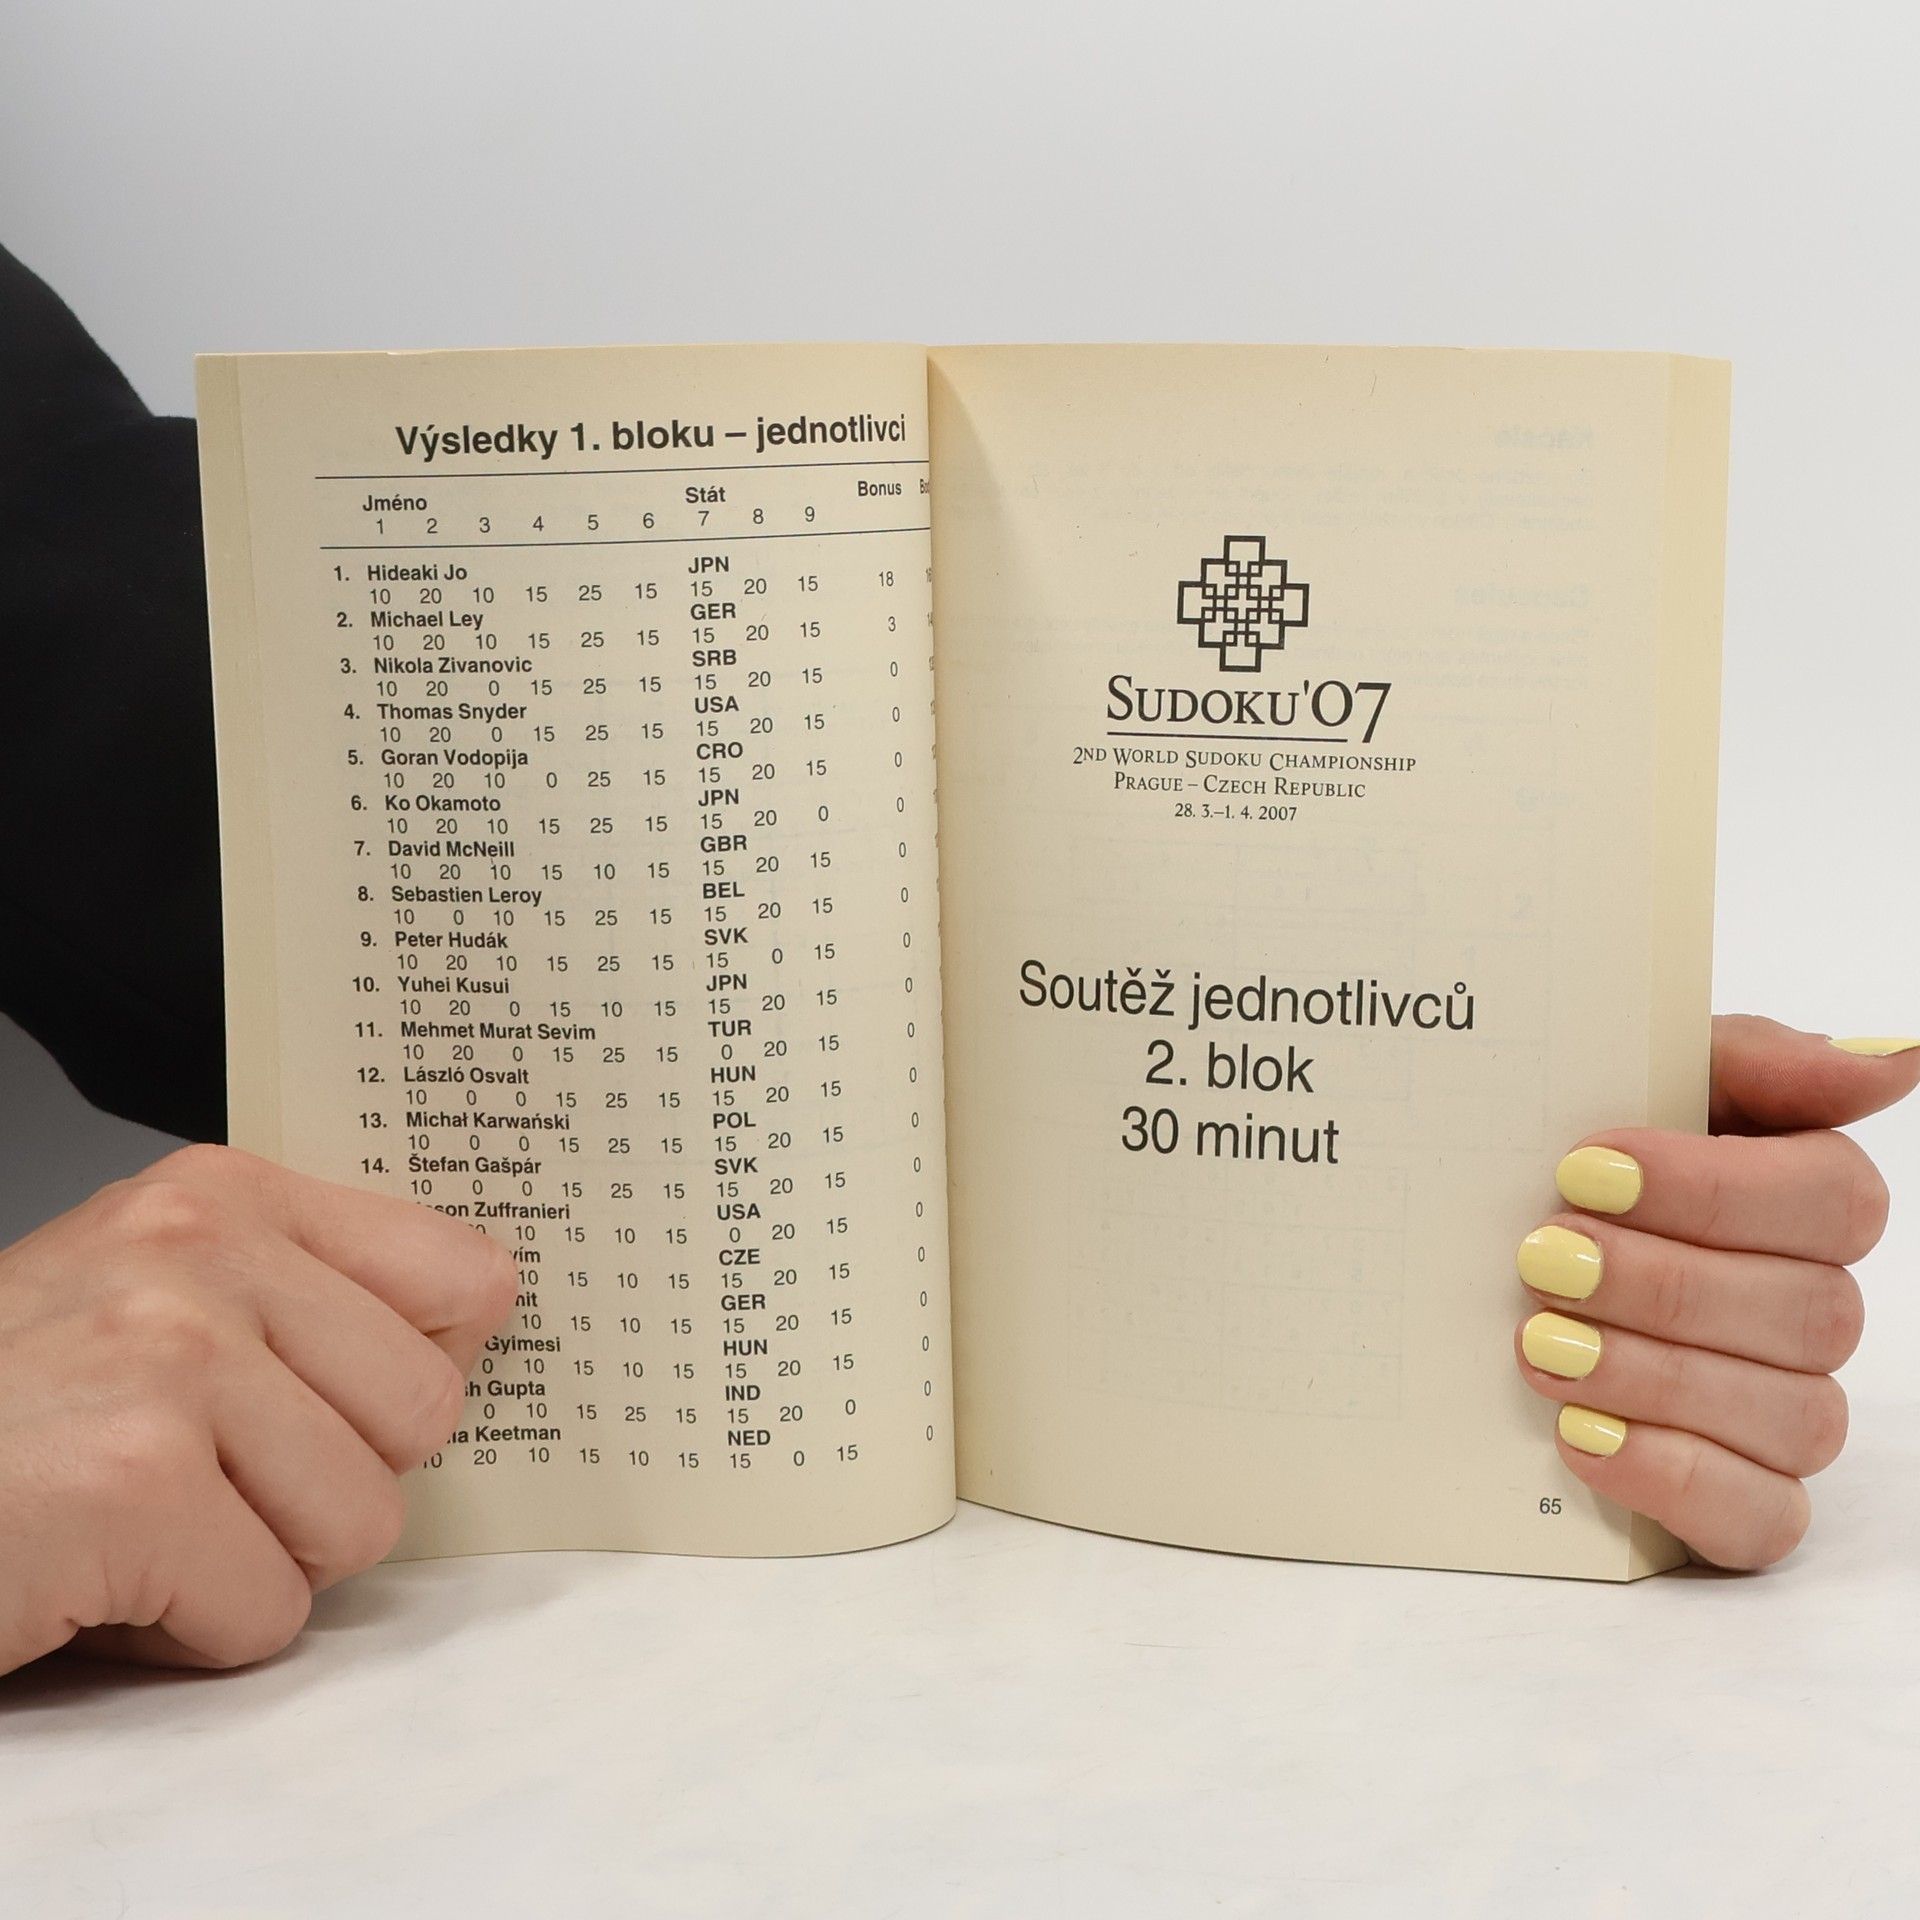 Výsledky 1. bloku – jednotlivci
Jméno Stát Bonus
1 2 3 4 5 6 7 8 9
1. Hideaki Jo JPN
10 20 10 15 25 15 15 20 15 18
2. Michael Ley GER
10 20 10 15 25 15 15 20 15 3
3. Nikola Zivanovic SRB
10 20 0 15 25 15 15 20 15 0
4. Thomas Snyder USA
10 20 0 15 25 15 15 20 15 0
5. Goran Vodopija CRO
10 20 10 0 25 15 15 20 15 0
6. Ko Okamoto JPN
10 20 10 15 25 15 15 20 0 0
7. David McNeill GBR
10 20 10 15 10 15 15 20 15 0
8. Sebastien Leroy BEL
10 0 10 15 25 15 15 20 15 0
9. Peter Hudák SVK
10 20 10 15 25 15 15 0 15 0
10. Yuhei Kusui JPN
10 20 0 15 10 15 15 20 15 0
11. Mehmet Murat Sevim TUR
10 20 0 15 25 15 0 20 15 0
12. László Osvalt HUN
10 0 0 15 25 15 15 20 15 0
13. Michał Karwański POL
10 0 0 15 25 15 15 20 15 0
14. Štefan Gašpár SVK
10 0 0 15 25 15 15 20 15 0
Zuffranieri USA
10 15 10 15 0 20 15 0
CZE
10 15 10 15 15 20 15 0
GER
10 15 10 15 15 20 15 0
Gyimesi HUN
0 10 15 10 15 15 20 15 0
Gupta IND
0 10 15 25 15 15 20 0 0
Keetman NED
10 20 10 15 10 15 15 0 15 0
SUDOKU'07
2ND WORLD SUDOKU CHAMPIONSHIP
PRAGUE – CZECH REPUBLIC
28. 3.–1. 4. 2007
Soutěž jednotlivců
2. blok
30 minut
65